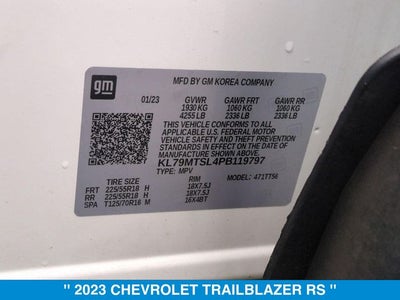 gm
MFD BY GM KOREA COMPANY
01/23 GVWR GAWR FRT GAWR RR
1930 KG 1060 KG 1060 KG
4255 LB 2336 LB 2336 LB
THIS VEHICLE CONFORMS TO ALL
APPLICABLE U.S. FEDERAL MOTOR
VEHICLE SAFETY AND THEFT PREVENTION
STANDARDS IN EFFECT ON THE DATE OF
MANUFACTURE SHOWN ABOVE.
KL79MTSL4PB119797
TYPE: MPV MODEL: 4717756
TIRE SIZE RIM
FRT 225/55R18 H 18X7.5J
RR 225/55R18 H 18X7.5J
SPA T125/70R16 M 16X4BT
" 2023 CHEVROLET TRAILBLAZER RS "